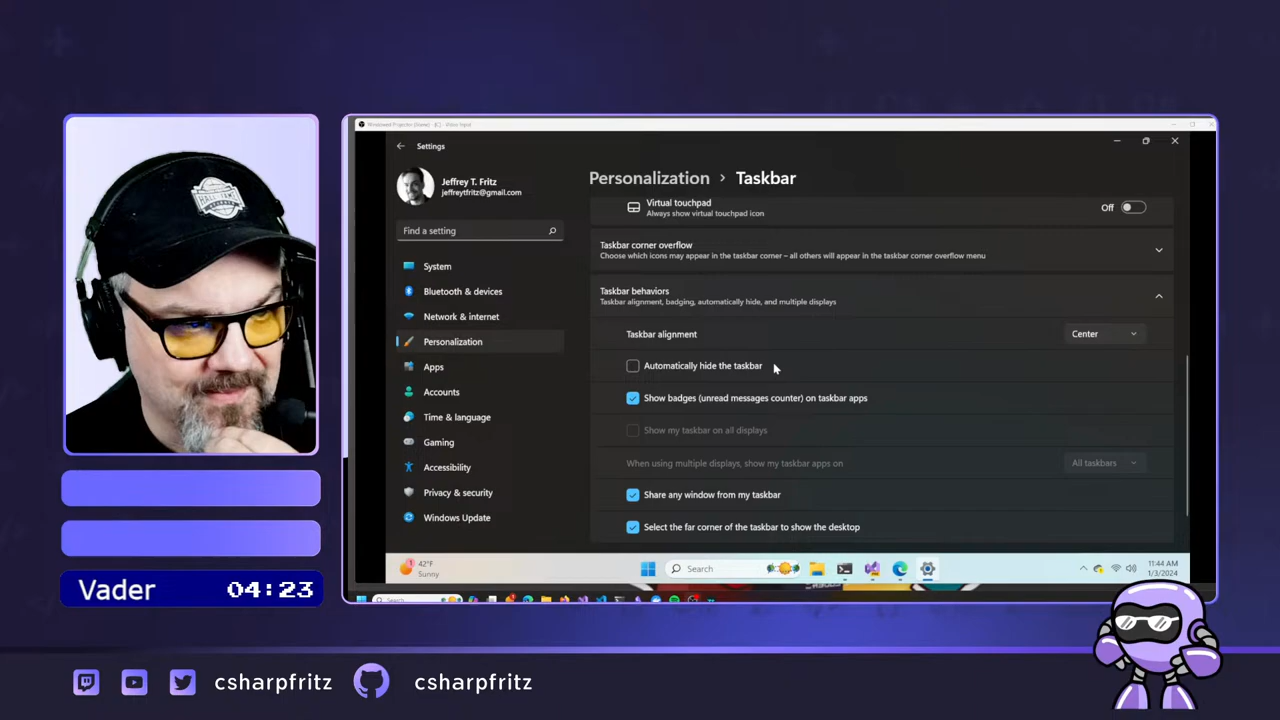 Settings
Jeffrey T. Fritz
jeffreytfritz@gmail.com
Find a setting
System
Bluetooth & devices
Network & internet
Personalization
Apps
Accounts
Time & language
Gaming
Accessibility
Privacy & security
Windows Update
Personalization > Taskbar
Virtual touchpad
Always show virtual touchpad icon
Off
Taskbar corner overflow
Choose which icons may appear in the taskbar corner – all others will appear in the taskbar corner overflow menu
Taskbar behaviors
Taskbar alignment, badging, automatically hide, and multiple displays
Taskbar alignment
Center
Automatically hide the taskbar
Show badges (unread messages counter) on taskbar apps
Show my taskbar on all displays
When using multiple displays, show my taskbar apps on
All taskbars
Share any window from my taskbar
Select the far corner of the taskbar to show the desktop
1
42°F
Sunny
Search
11:44 AM
1/3/2024
Search
Vader 04:23
csharpfritz
csharpfritz